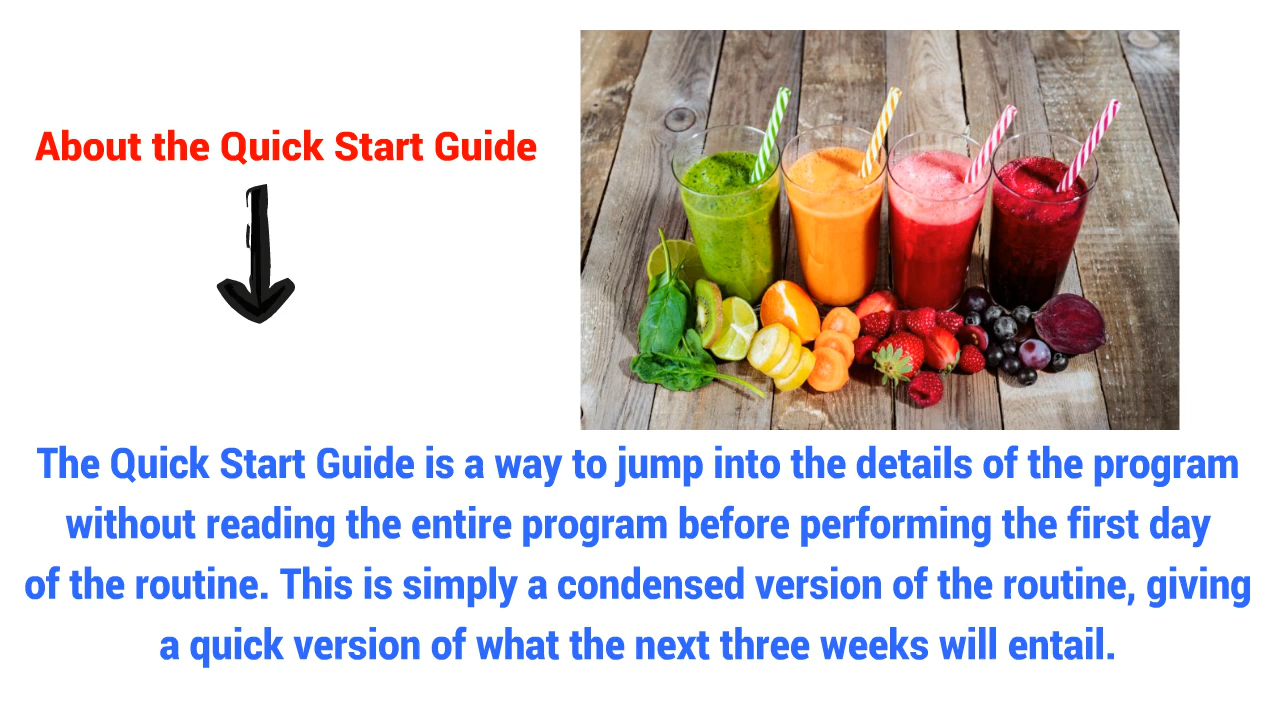 About the Quick Start Guide
The Quick Start Guide is a way to jump into the details of the program
without reading the entire program before performing the first day
of the routine. This is simply a condensed version of the routine, giving
a quick version of what the next three weeks will entail.